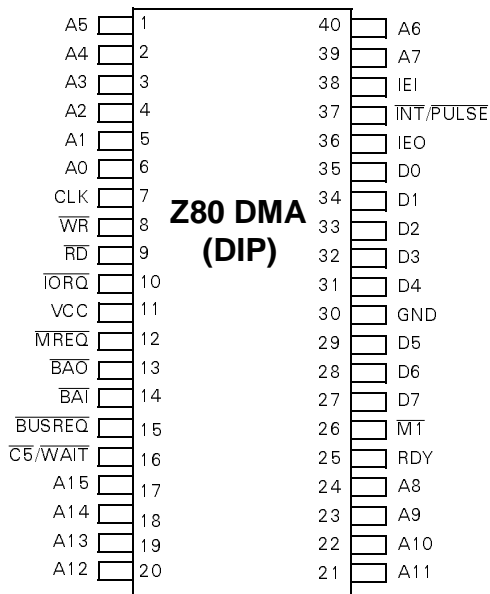 A5 1 40 A6
A4 2 39 A7
A3 3 38 IEI
A2 4 37 INT/PULSE
A1 5 36 IEO
A0 6 35 D0
CLK 7 34 D1
WR 8 33 D2
RD 9 32 D3
IORQ 10 31 D4
VCC 11 30 GND
MREQ 12 29 D5
BAO 13 28 D6
BAI 14 27 D7
BUSREQ 15 26 M1
C5/WAIT 16 25 RDY
A15 17 24 A8
A14 18 23 A9
A13 19 22 A10
A12 20 21 A11
Z80 DMA
(DIP)